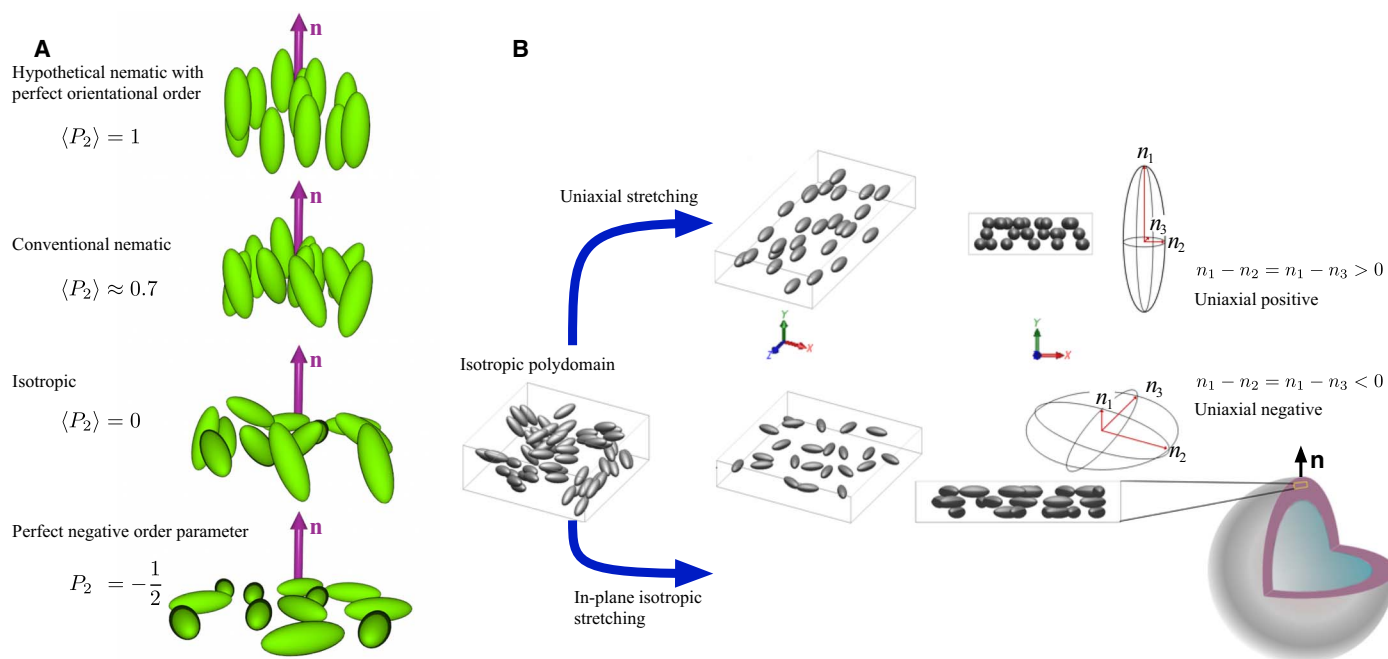 A
n
Hypothetical nematic with
perfect orientational order
⟨P₂⟩ = 1
n
Conventional nematic
⟨P₂⟩ ≈ 0.7
n
Isotropic
⟨P₂⟩ = 0
n
Perfect negative order parameter
P₂ = −1/2
B
Uniaxial stretching
n₁
n₃
n₂
n₁ − n₂ = n₁ − n₃ > 0
Uniaxial positive
Y
Z
X
Y
X
Isotropic polydomain
n₁
n₃
n₂
n₁ − n₂ = n₁ − n₃ < 0
Uniaxial negative
n
In-plane isotropic
stretching